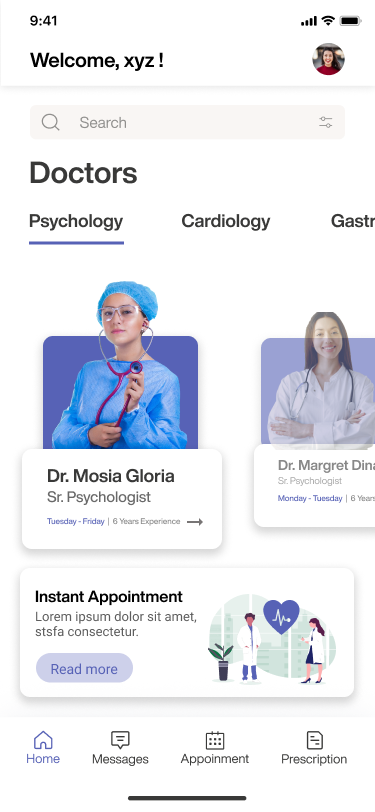 9:41
Welcome, xyz !
Search
Doctors
Psychology Cardiology Gastr
Dr. Mosia Gloria
Sr. Psychologist
Tuesday - Friday | 6 Years Experience
Dr. Margret Dina
Sr. Psychologist
Monday - Tuesday | 6 Years
Instant Appointment
Lorem ipsum dolor sit amet,
stsfa consectetur.
Read more
Home Messages Appoinment Prescription